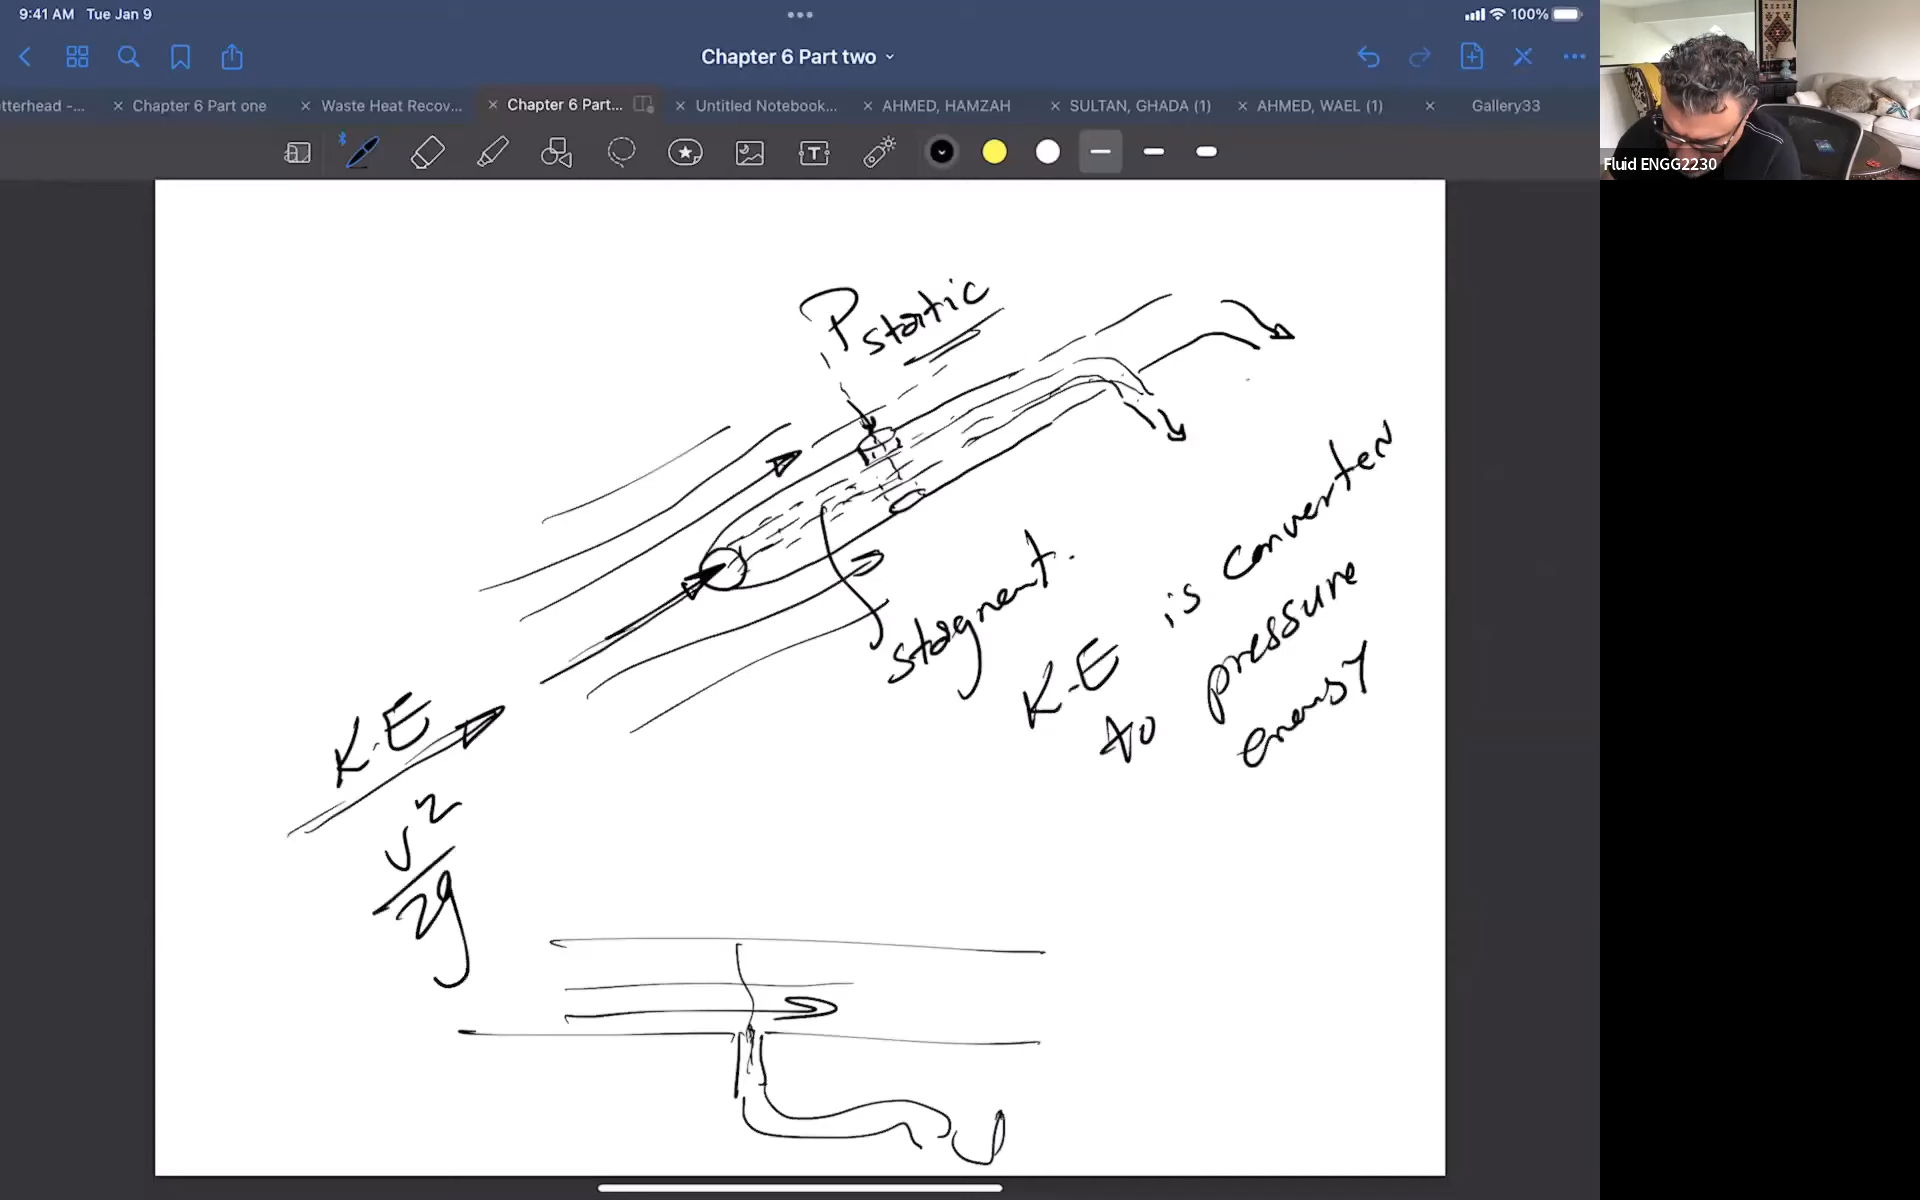 9:41 AM Tue Jan 9
100%
Chapter 6 Part two
tterhead -...
Chapter 6 Part one
Waste Heat Recov...
Chapter 6 Part...
Untitled Notebook...
AHMED, HAMZAH
SULTAN, GHADA (1)
AHMED, WAEL (1)
Gallery33
Fluid ENGG2230
P static
stagnent.
K-E is converten
to pressure
energy
K.E
v²
2g